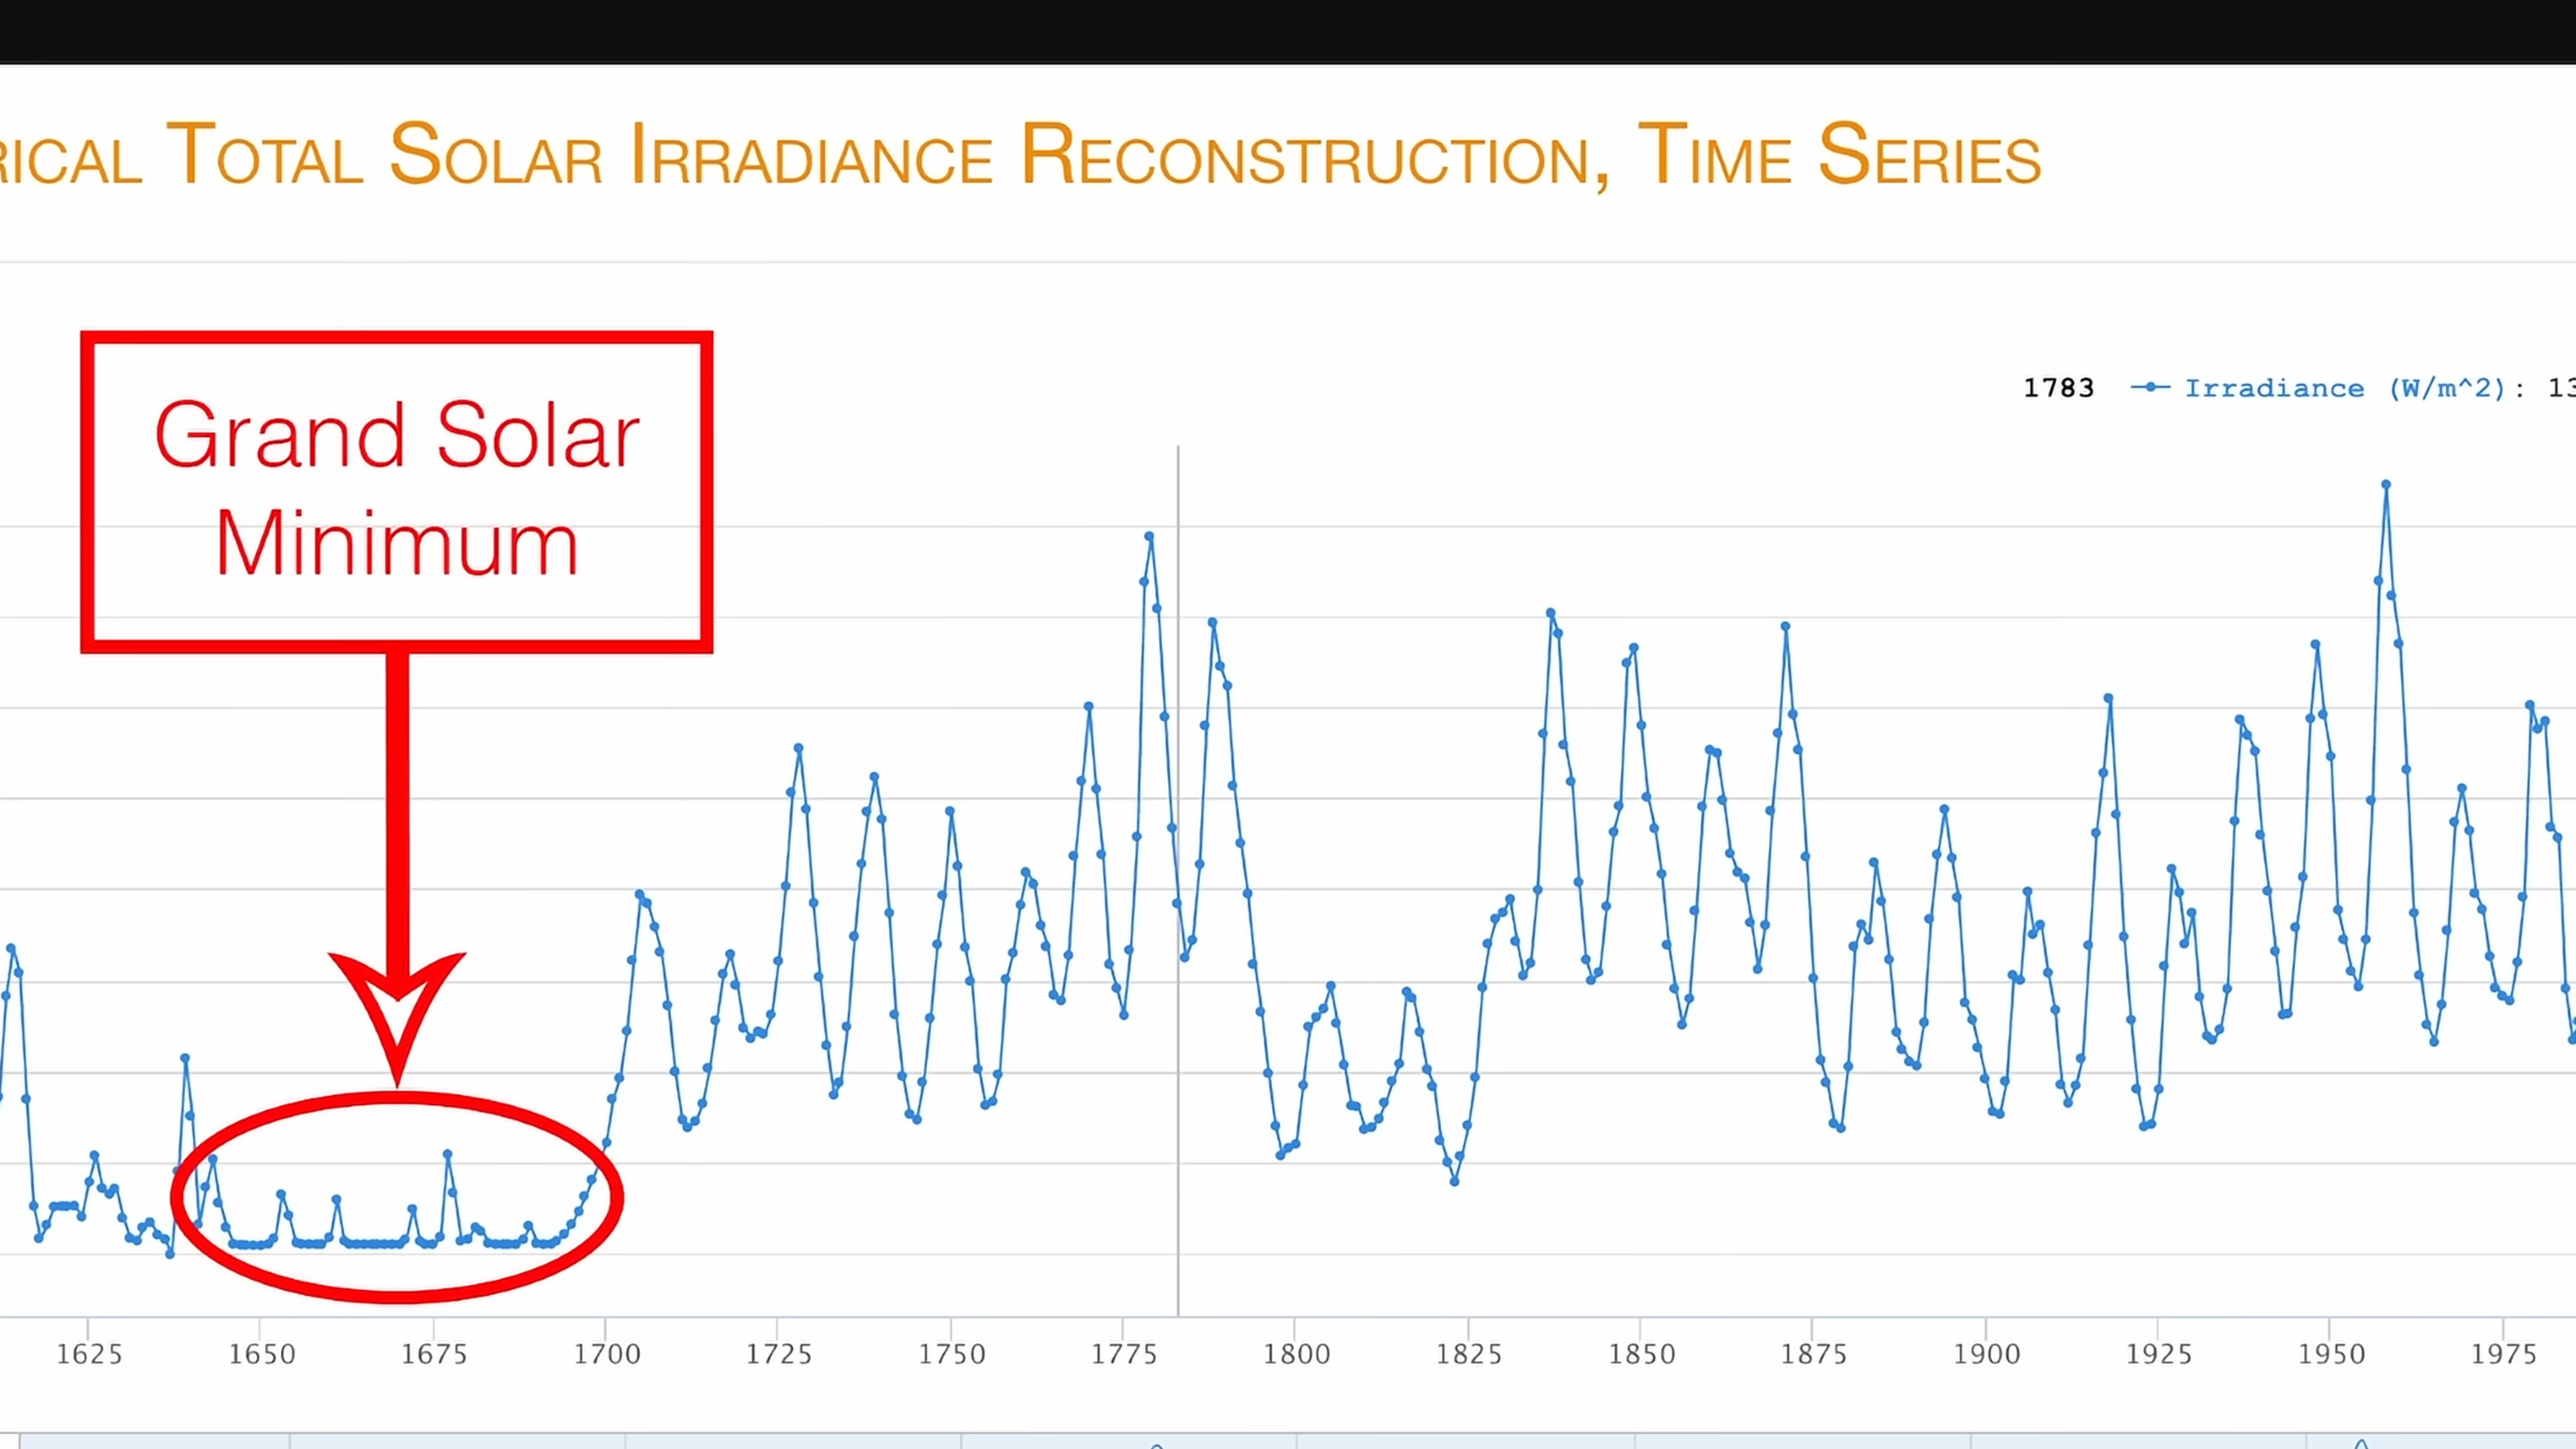 RICAL TOTAL SOLAR IRRADIANCE RECONSTRUCTION, TIME SERIES
Grand Solar
Minimum
1783 Irradiance (W/m^2): 13
1625 1650 1675 1700 1725 1750 1775 1800 1825 1850 1875 1900 1925 1950 1975